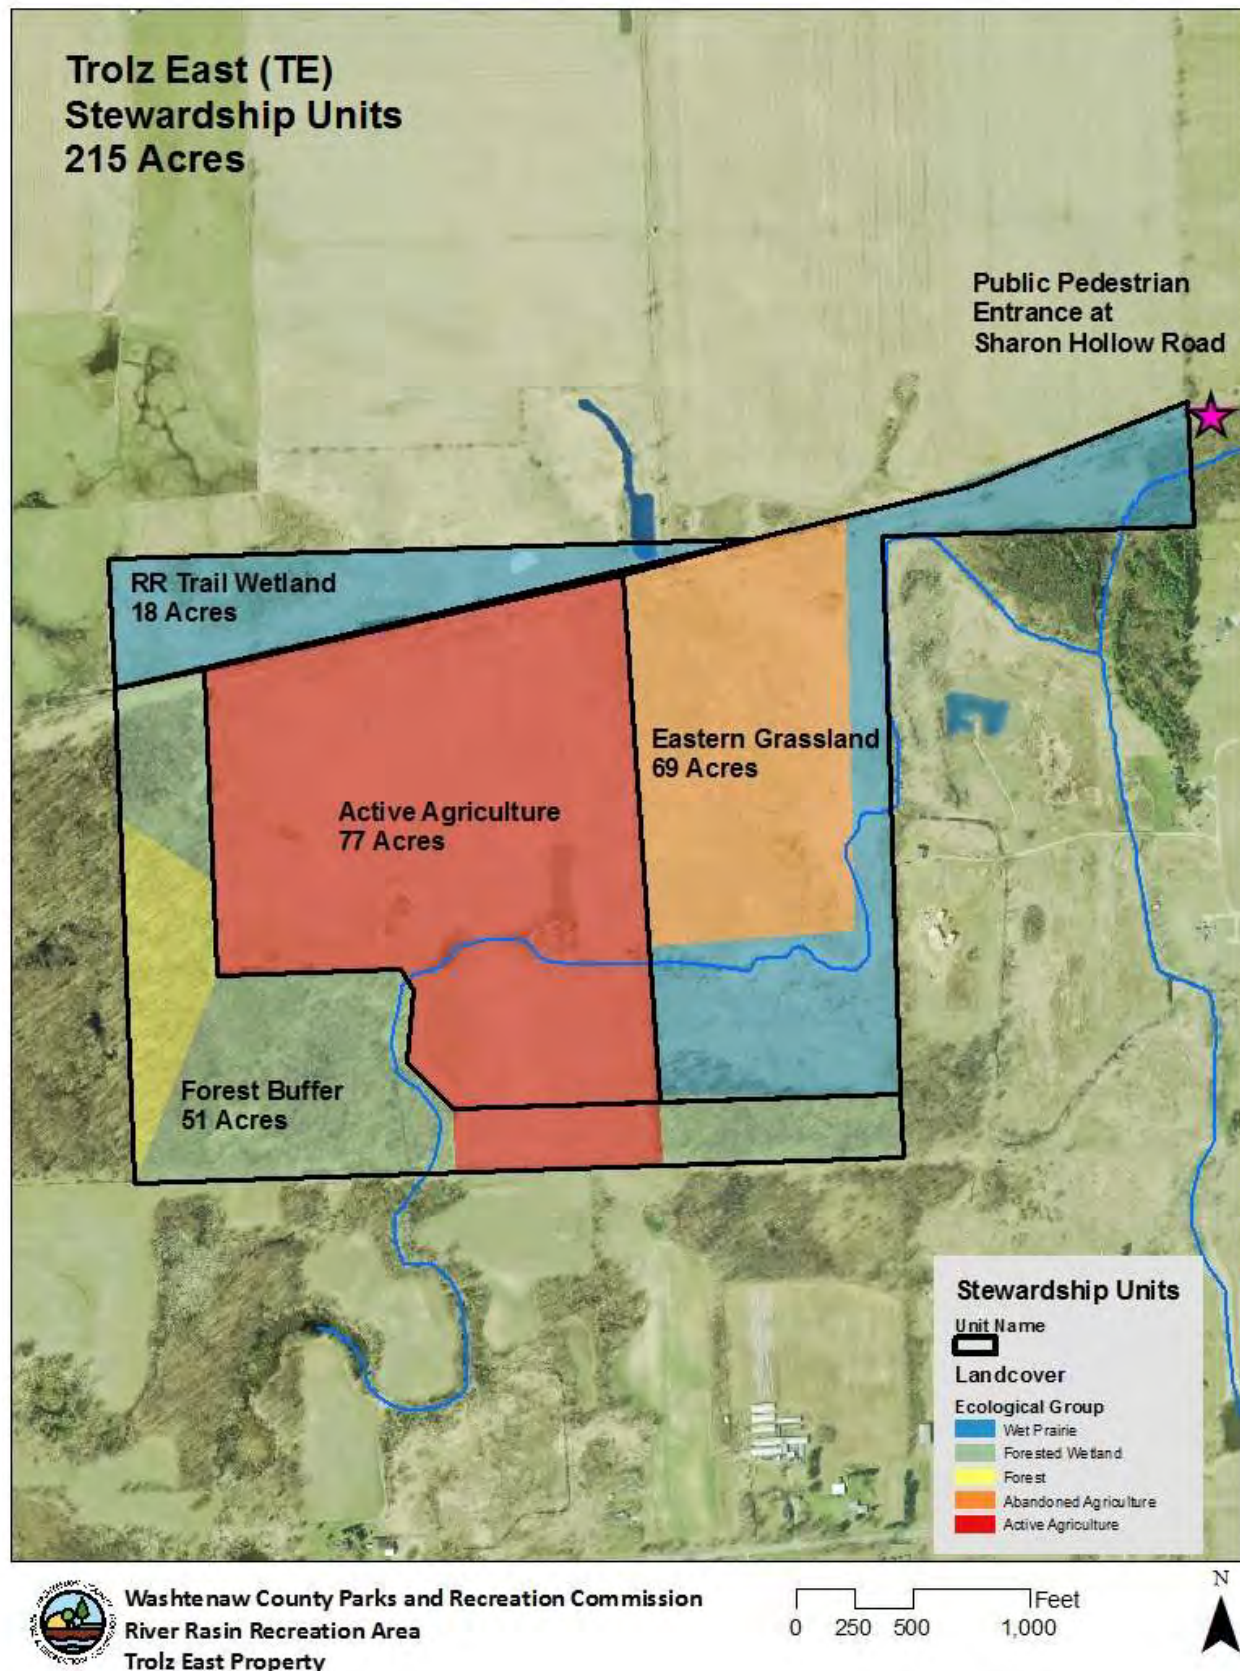 Trolz East (TE)
Stewardship Units
215 Acres
Public Pedestrian
Entrance at
Sharon Hollow Road
RR Trail Wetland
18 Acres
Eastern Grassland
69 Acres
Active Agriculture
77 Acres
Forest Buffer
51 Acres
Stewardship Units
Unit Name
Landcover
Ecological Group
Wet Prairie
Forested Wetland
Forest
Abandoned Agriculture
Active Agriculture
Washtenaw County Parks and Recreation Commission
River Rasin Recreation Area
Trolz East Property
Feet
0 250 500 1,000
N